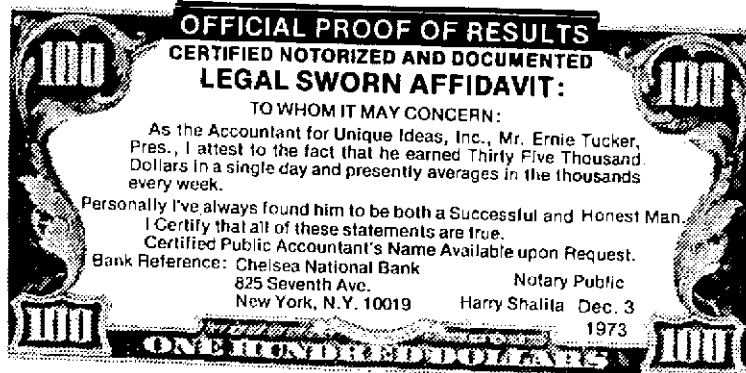 OFFICIAL PROOF OF RESULTS
CERTIFIED NOTORIZED AND DOCUMENTED
LEGAL SWORN AFFIDAVIT:
TO WHOM IT MAY CONCERN:
As the Accountant for Unique Ideas, Inc., Mr. Ernie Tucker,
Pres., I attest to the fact that he earned Thirty Five Thousand
Dollars in a single day and presently averages in the thousands
every week.
Personally I've always found him to be both a Successful and Honest Man.
I Certify that all of these statements are true.
Certified Public Accountant's Name Available upon Request.
Bank Reference: Chelsea National Bank
825 Seventh Ave.
New York, N.Y. 10019
Notary Public
Harry Shalita Dec. 3
1973
100
100
100
100
ONE HUNDRED DOLLARS